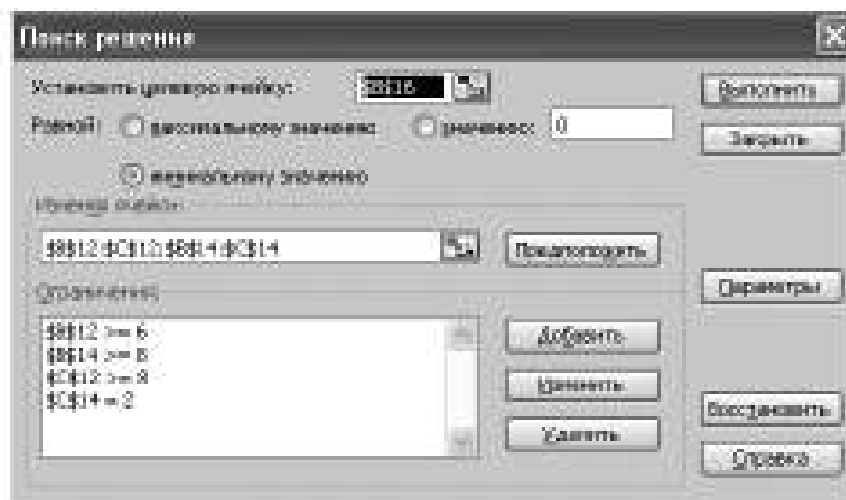 Поиск решения
Установить целевую ячейку: $B$16
Выполнить
Равной: максимальному значению значению: 0
Закрыть
минимальному значению
Изменяя ячейки:
$B$12:$C$12;$B$14:$C$14
Предположить
Ограничения:
Параметры
$B$12 >= 6
Добавить
$B$14 >= 8
$C$12 >= 8
Изменить
$C$14 = 2
Восстановить
Удалить
Справка